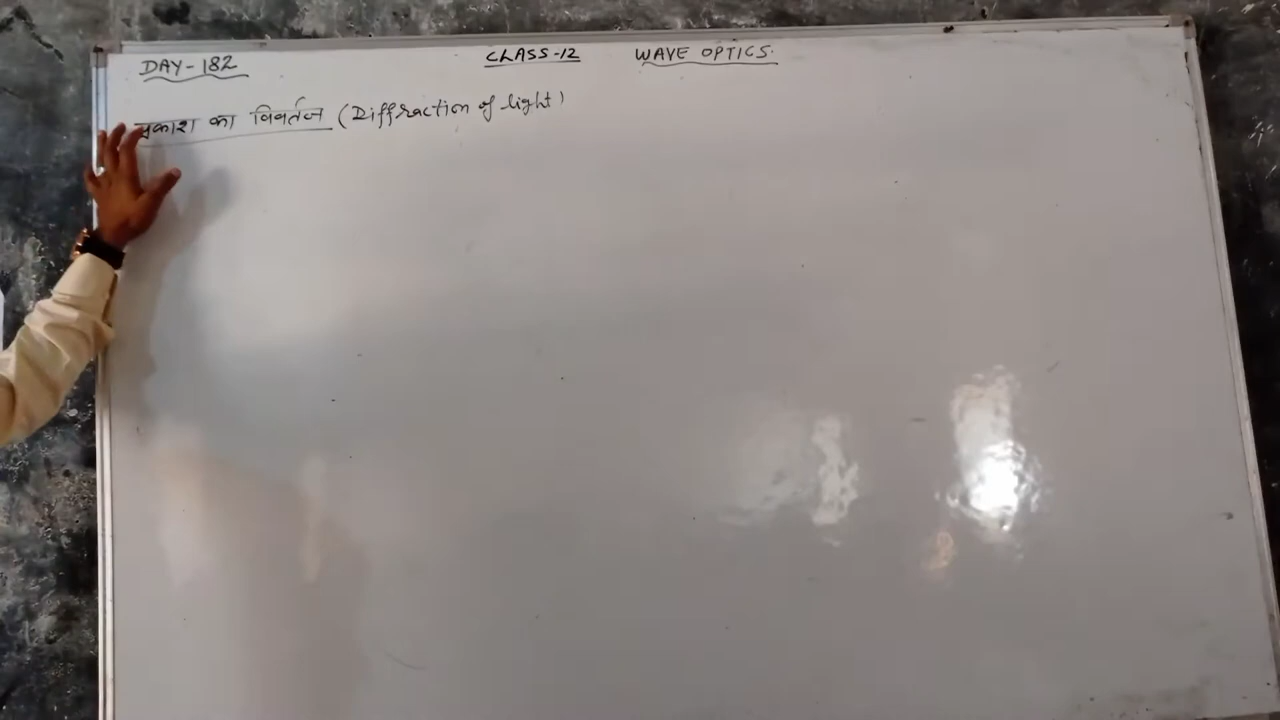 DAY-182 CLASS-12 WAVE OPTICS.
प्रकाश का विवर्तन (Diffraction of light)